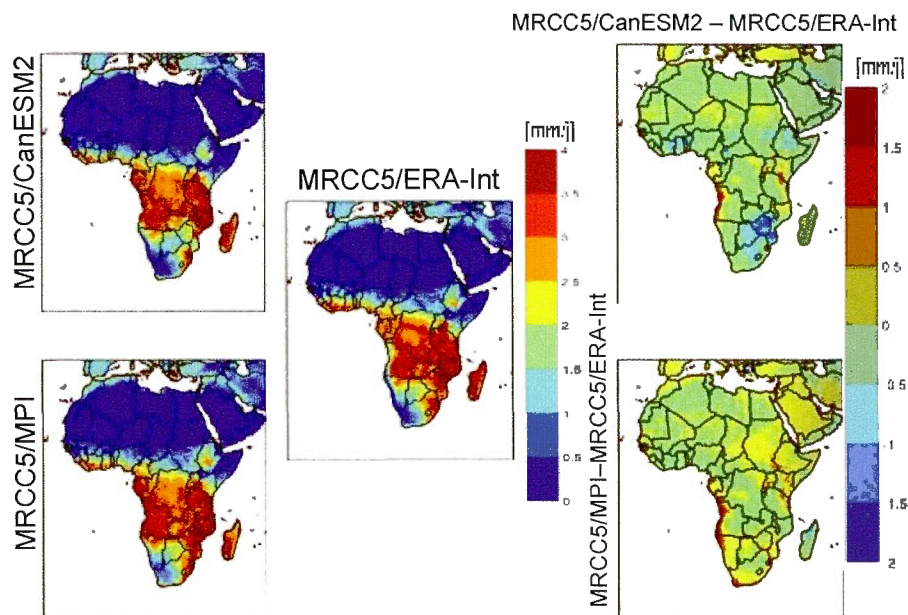 MRCC5/CanESM2 – MRCC5/ERA-Int
MRCC5/CanESM2
[mm/j]
2
1.5
1
0.5
0
0.5
1
1.5
2
MRCC5/ERA-Int
[mm/j]
4
3.5
3
2.5
2
1.5
1
0.5
0
MRCC5/MPI
MRCC5/MPI–MRCC5/ERA-Int